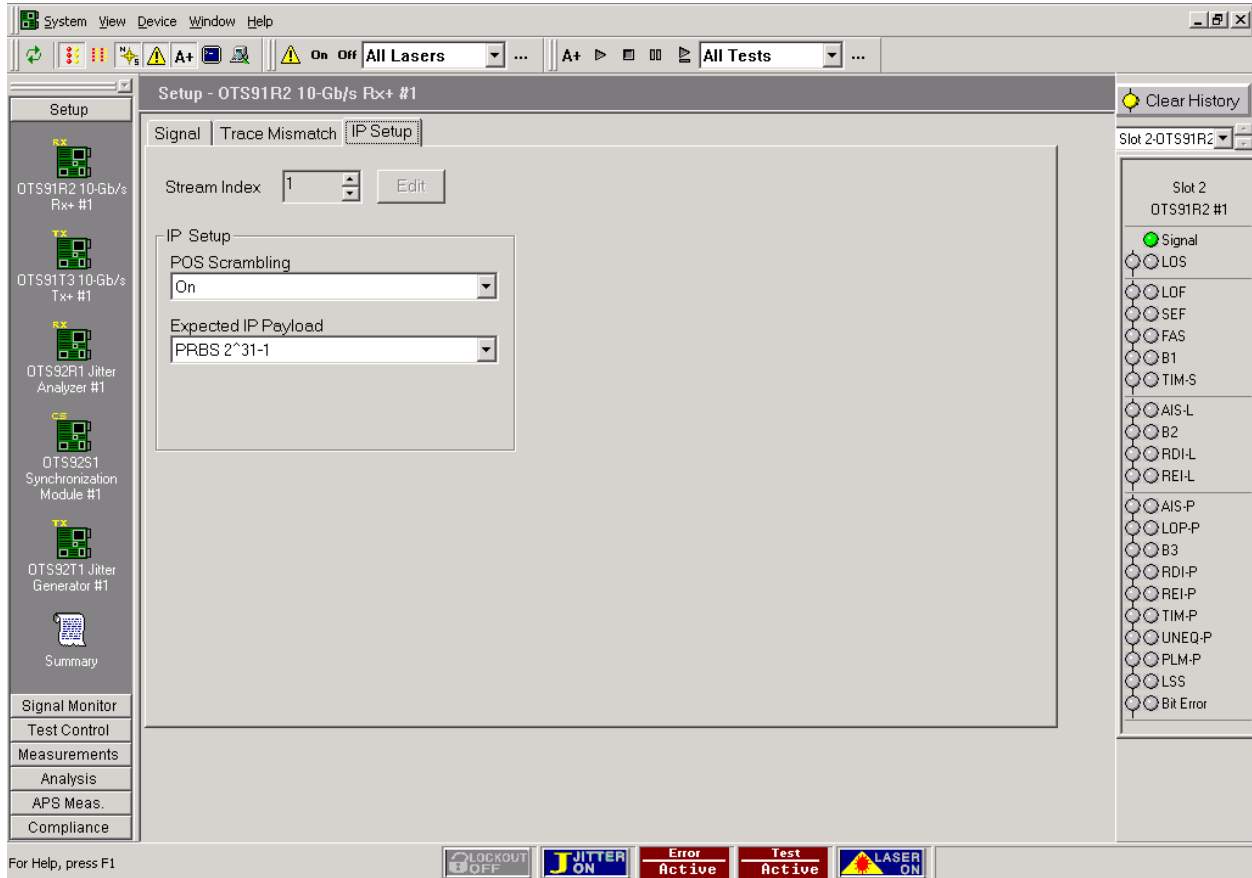 System View Device Window Help
A+ On Off All Lasers ... A+ All Tests ...
Setup - OTS91R2 10-Gb/s Rx+ #1
Clear History
Setup
Signal Trace Mismatch IP Setup
Slot 2-OTS91R2
RX
OTS91R2 10-Gb/s
Rx+ #1
TX
OTS91T3 10-Gb/s
Tx+ #1
RX
OTS92R1 Jitter
Analyzer #1
CS
OTS92S1
Synchronization
Module #1
TX
OTS92T1 Jitter
Generator #1
Summary
Signal Monitor
Test Control
Measurements
Analysis
APS Meas.
Compliance
Stream Index 1 Edit
IP Setup
POS Scrambling
On
Expected IP Payload
PRBS 2^31-1
Slot 2
OTS91R2 #1
Signal
LOS
LOF
SEF
FAS
B1
TIM-S
AIS-L
B2
RDI-L
REI-L
AIS-P
LOP-P
B3
RDI-P
REI-P
TIM-P
UNEQ-P
PLM-P
LSS
Bit Error
For Help, press F1
LOCKOUT OFF
JITTER ON
Error Active
Test Active
LASER ON